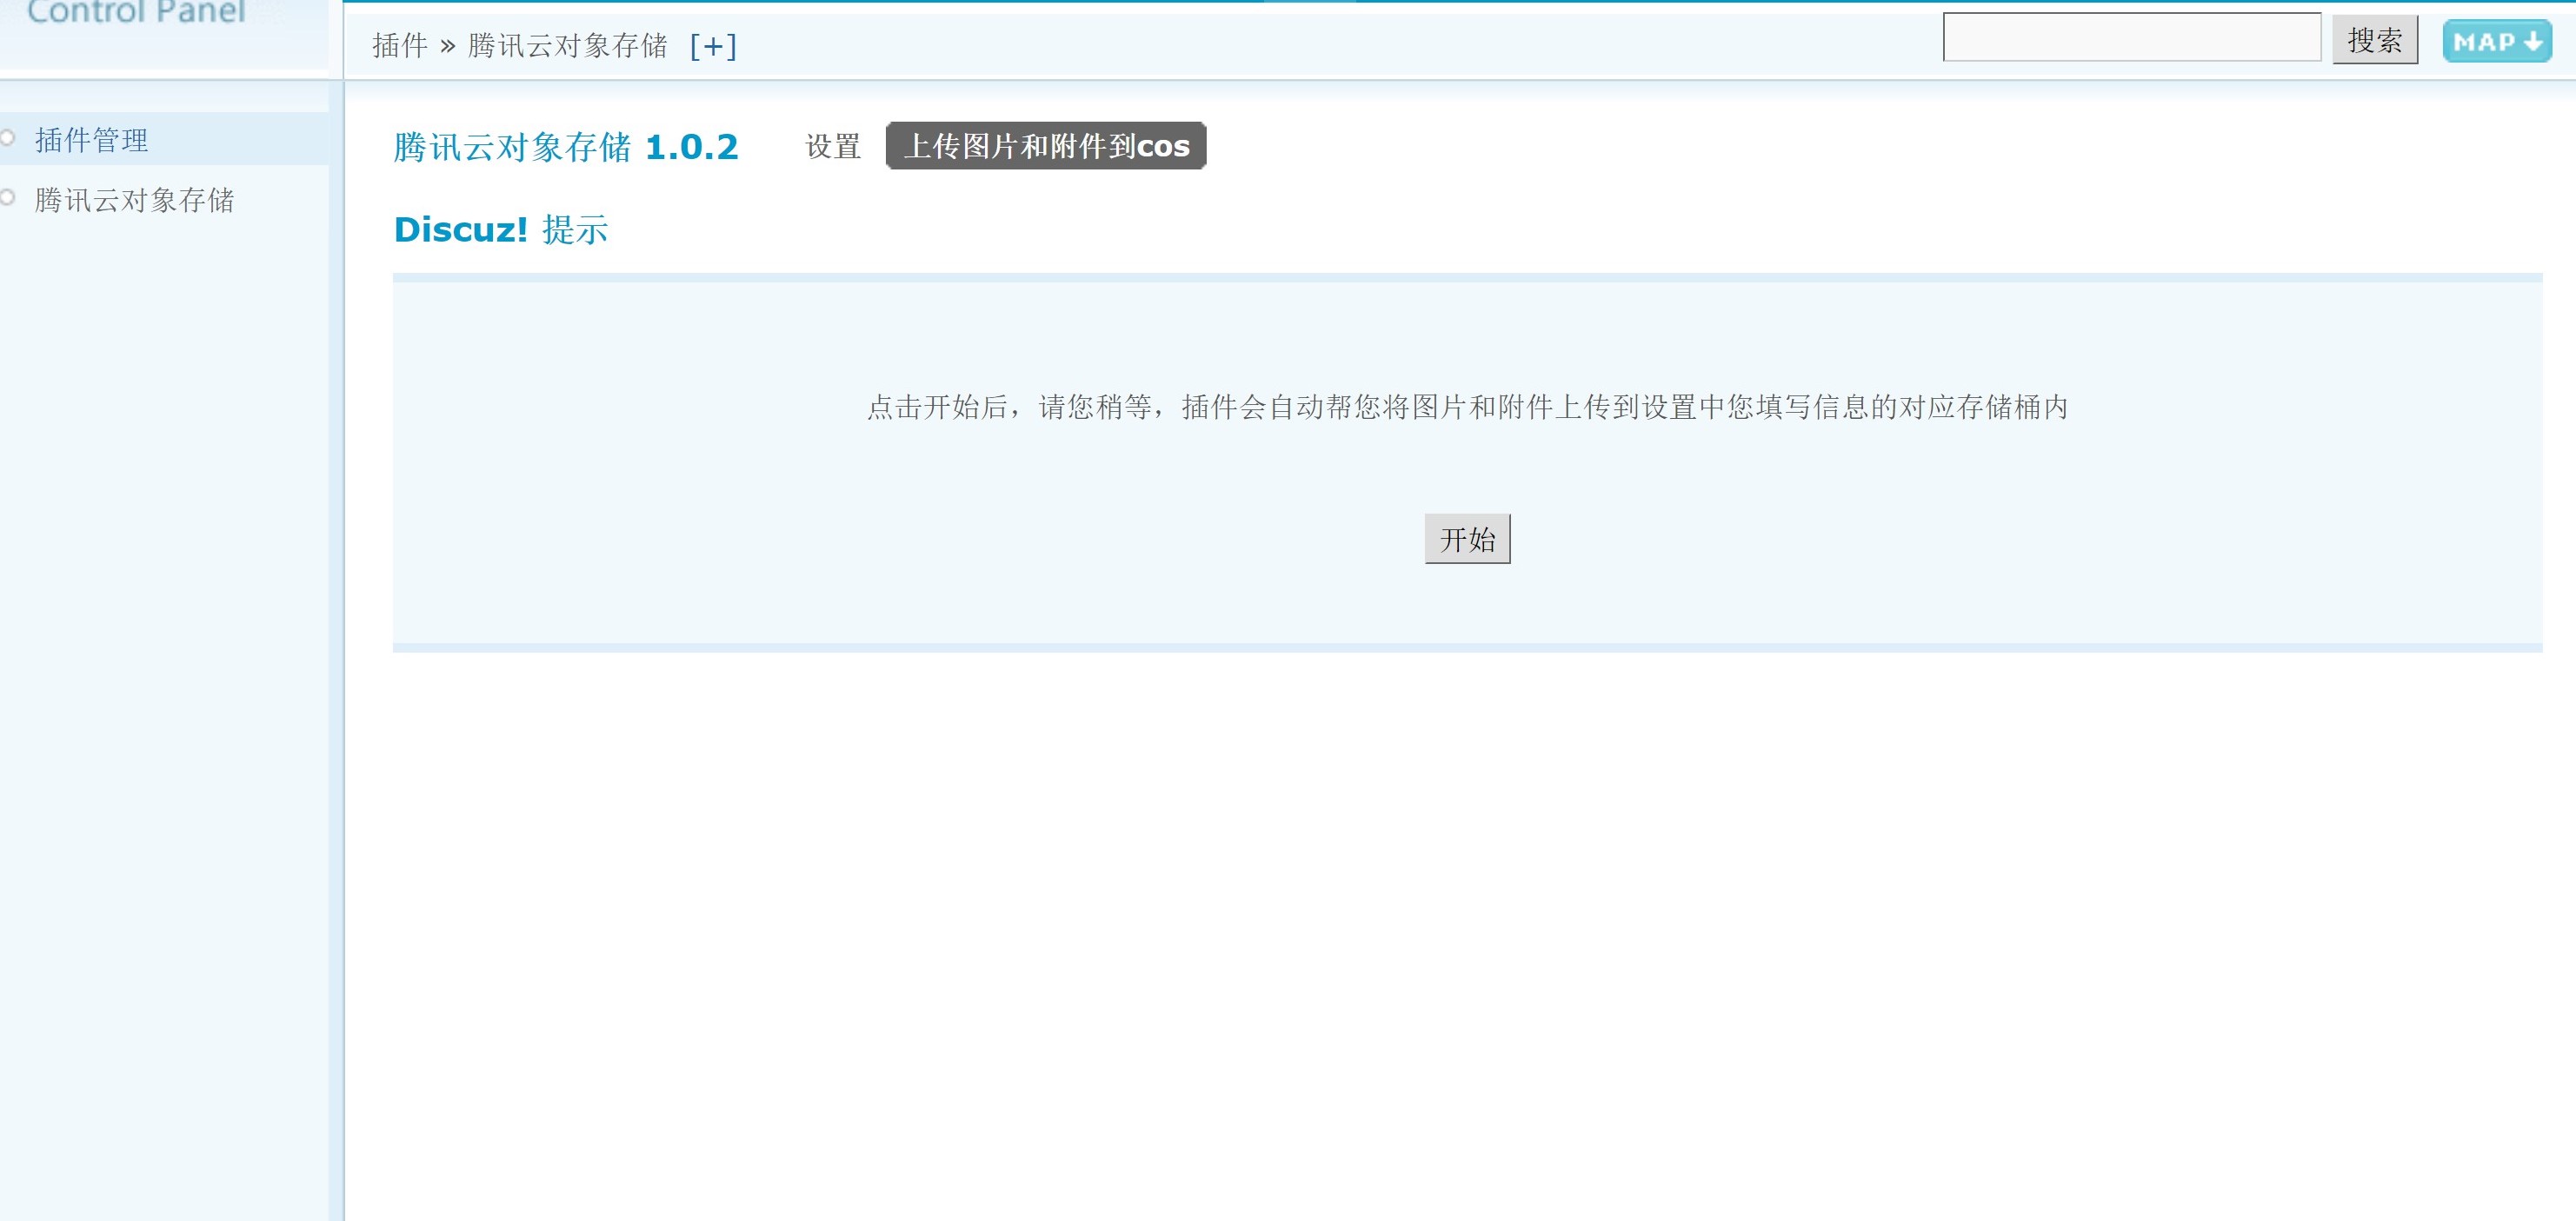 Control Panel
插件 » 腾讯云对象存储 [+]
搜索
MAP
插件管理
腾讯云对象存储
腾讯云对象存储 1.0.2 设置 上传图片和附件到cos
Discuz! 提示
点击开始后，请您稍等，插件会自动帮您将图片和附件上传到设置中您填写信息的对应存储桶内
开始